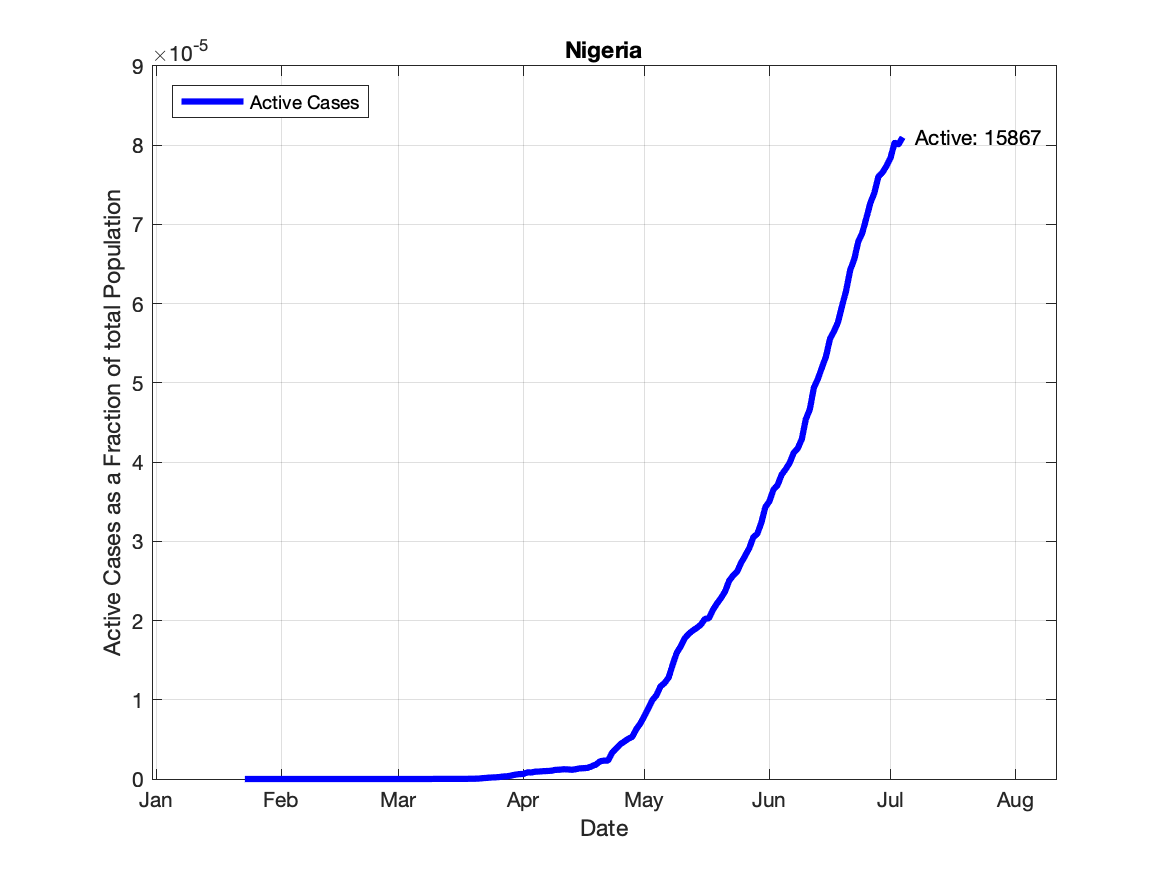 Nigeria
×10-5
Active Cases
Active: 15867
9
8
7
6
5
4
3
2
1
0
Active Cases as a Fraction of total Population
Jan Feb Mar Apr May Jun Jul Aug
Date